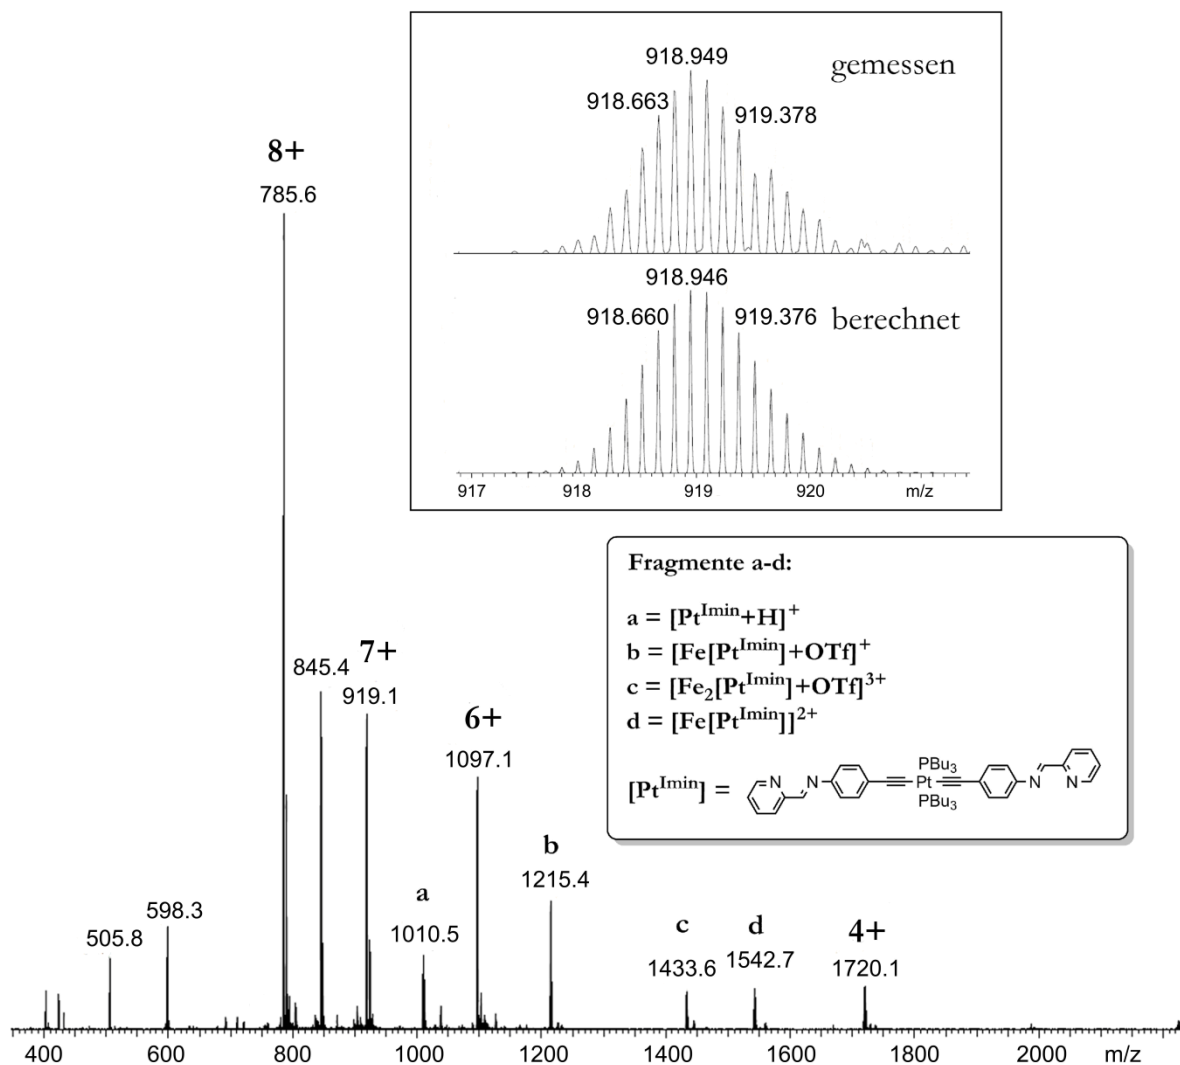 918.949
gemessen
918.663
919.378
918.946
918.660
919.376
berechnet
917 918 919 920 m/z
8+
785.6
845.4
7+
919.1
6+
1097.1
505.8
598.3
a
1010.5
b
1215.4
c
1433.6
d
1542.7
4+
1720.1
Fragmente a-d:
a = [Pt^Imin+H]^+
b = [Fe[Pt^Imin]+OTf]^+
c = [Fe₂[Pt^Imin]+OTf]^3+
d = [Fe[Pt^Imin]]^2+
[Pt^Imin] =
N
N
PBu₃
Pt
PBu₃
N
N
400 600 800 1000 1200 1400 1600 1800 2000 m/z